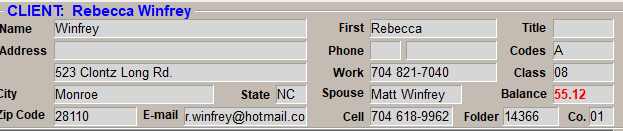 CLIENT: Rebecca Winfrey
Name Winfrey First Rebecca Title
Address Phone Codes A
523 Clontz Long Rd. Work 704 821-7040 Class 08
City Monroe State NC Spouse Matt Winfrey Balance 55.12
Zip Code 28110 E-mail r.winfrey@hotmail.co Cell 704 618-9962 Folder 14366 Co. 01